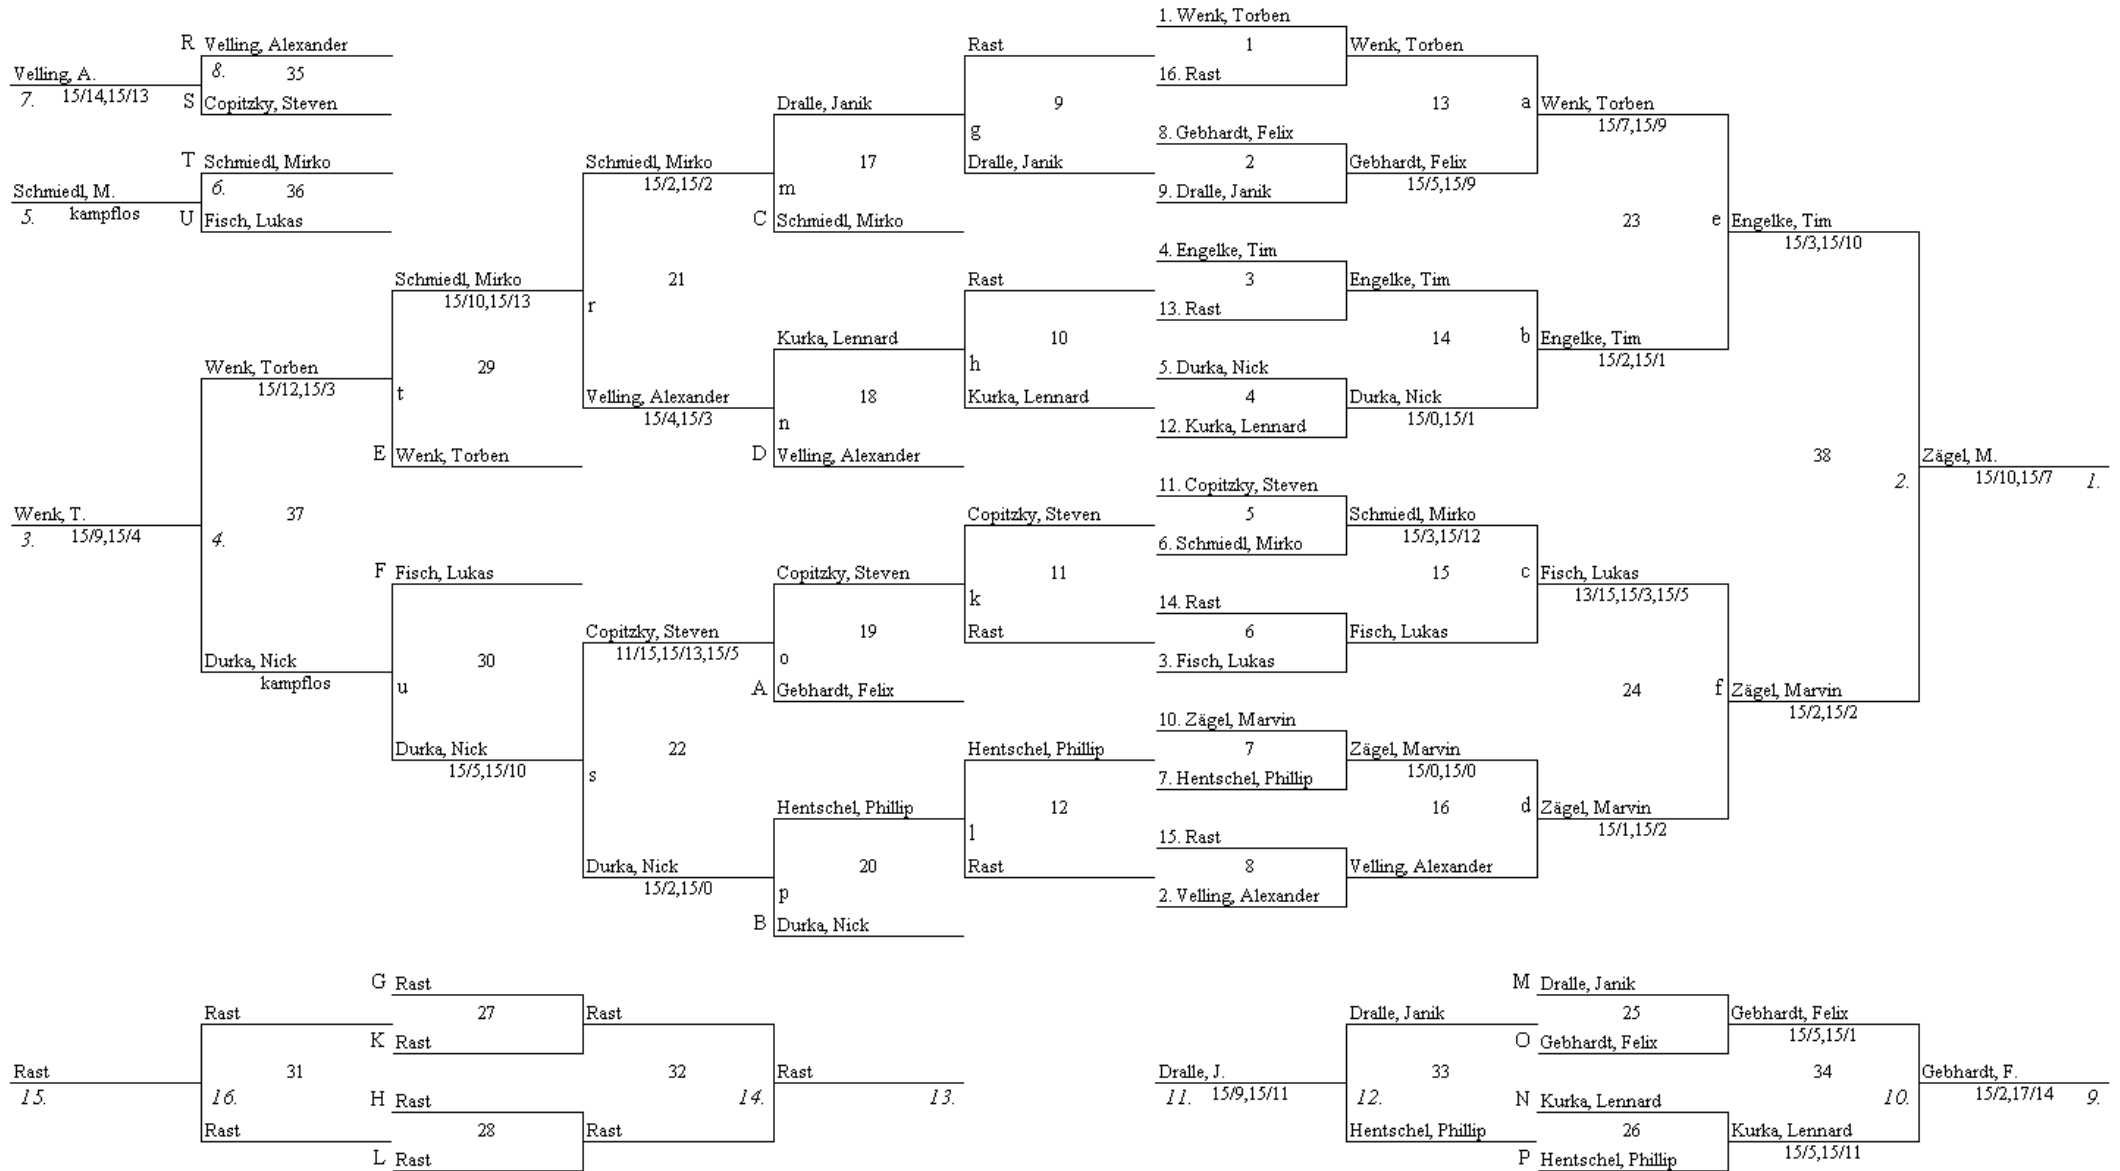 1. Wenk, Torben
R Velling, Alexander
Rast
1
Wenk, Torben
Velling, A.
8. 35
16. Rast
7. 15/14,15/13
S Copitzky, Steven
Dralle, Janik
9
13
a Wenk, Torben
15/7,15/9
g
8. Gebhardt, Felix
T Schmiedl, Mirko
Schmiedl, Mirko
17
Dralle, Janik
2
Gebhardt, Felix
Schmiedl, M.
6. 36
15/2,15/2
m
9. Dralle, Janik
15/5,15/9
5. kampflos
U Fisch, Lukas
C Schmiedl, Mirko
23
e Engelke, Tim
15/3,15/10
4. Engelke, Tim
Schmiedl, Mirko
21
Rast
3
Engelke, Tim
15/10,15/13
r
13. Rast
Kurka, Lennard
10
14
b Engelke, Tim
15/2,15/1
Wenk, Torben
29
h
5. Durka, Nick
15/12,15/3
t
Velling, Alexander
18
Kurka, Lennard
4
Durka, Nick
15/4,15/3
n
12. Kurka, Lennard
15/0,15/1
E Wenk, Torben
D Velling, Alexander
38
Zägel, M.
2.
15/10,15/7 1.
11. Copitzky, Steven
Wenk, T.
37
Copitzky, Steven
5
Schmiedl, Mirko
3. 15/9,15/4
4.
6. Schmiedl, Mirko
15/3,15/12
F Fisch, Lukas
Copitzky, Steven
11
15
c Fisch, Lukas
13/15,15/3,15/5
k
14. Rast
Copitzky, Steven
19
Rast
6
Fisch, Lukas
11/15,15/13,15/5
o
3. Fisch, Lukas
Durka, Nick
30
kampflos
u
A Gebhardt, Felix
24
f Zägel, Marvin
15/2,15/2
10. Zägel, Marvin
Durka, Nick
22
Hentschel, Phillip
7
Zägel, Marvin
15/5,15/10
s
7. Hentschel, Phillip
15/0,15/0
Hentschel, Phillip
12
16
d Zägel, Marvin
15/1,15/2
l
15. Rast
Durka, Nick
20
Rast
8
Velling, Alexander
15/2,15/0
p
2. Velling, Alexander
B Durka, Nick
G Rast
M Dralle, Janik
Rast
27
Rast
Dralle, Janik
25
Gebhardt, Felix
K Rast
O Gebhardt, Felix
15/5,15/1
Rast
31
32
Rast
Dralle, J.
33
34
Gebhardt, F.
15.
16.
H Rast
14.
13.
11. 15/9,15/11
12.
N Kurka, Lennard
10.
15/2,17/14 9.
Rast
28
Rast
Hentschel, Phillip
26
Kurka, Lennard
L Rast
P Hentschel, Phillip
15/5,15/11